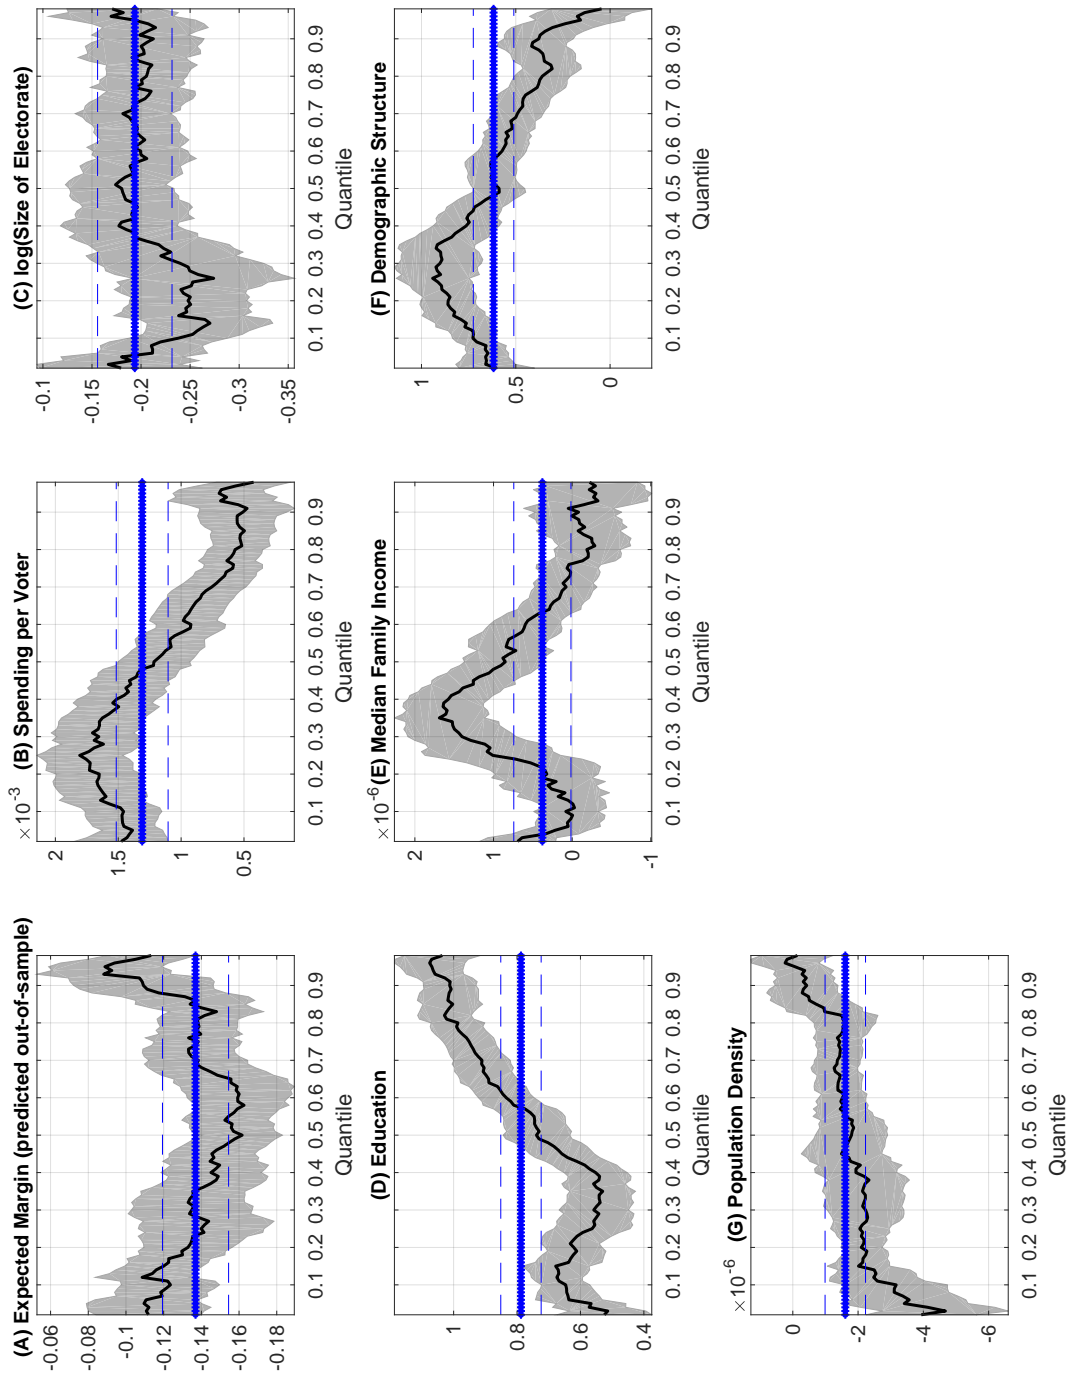 (A) Expected Margin (predicted out-of-sample)
-0.06
-0.08
-0.1
-0.12
-0.14
-0.16
-0.18
0.1 0.2 0.3 0.4 0.5 0.6 0.7 0.8 0.9
Quantile
×10⁻³ (B) Spending per Voter
2
1.5
1
0.5
0.1 0.2 0.3 0.4 0.5 0.6 0.7 0.8 0.9
Quantile
(C) log(Size of Electorate)
-0.1
-0.15
-0.2
-0.25
-0.3
-0.35
0.1 0.2 0.3 0.4 0.5 0.6 0.7 0.8 0.9
Quantile
(D) Education
1
0.8
0.6
0.4
0.1 0.2 0.3 0.4 0.5 0.6 0.7 0.8 0.9
Quantile
×10⁻⁶(E) Median Family Income
2
1
0
-1
0.1 0.2 0.3 0.4 0.5 0.6 0.7 0.8 0.9
Quantile
(F) Demographic Structure
1
0.5
0
0.1 0.2 0.3 0.4 0.5 0.6 0.7 0.8 0.9
Quantile
×10⁻⁶ (G) Population Density
0
-2
-4
-6
0.1 0.2 0.3 0.4 0.5 0.6 0.7 0.8 0.9
Quantile